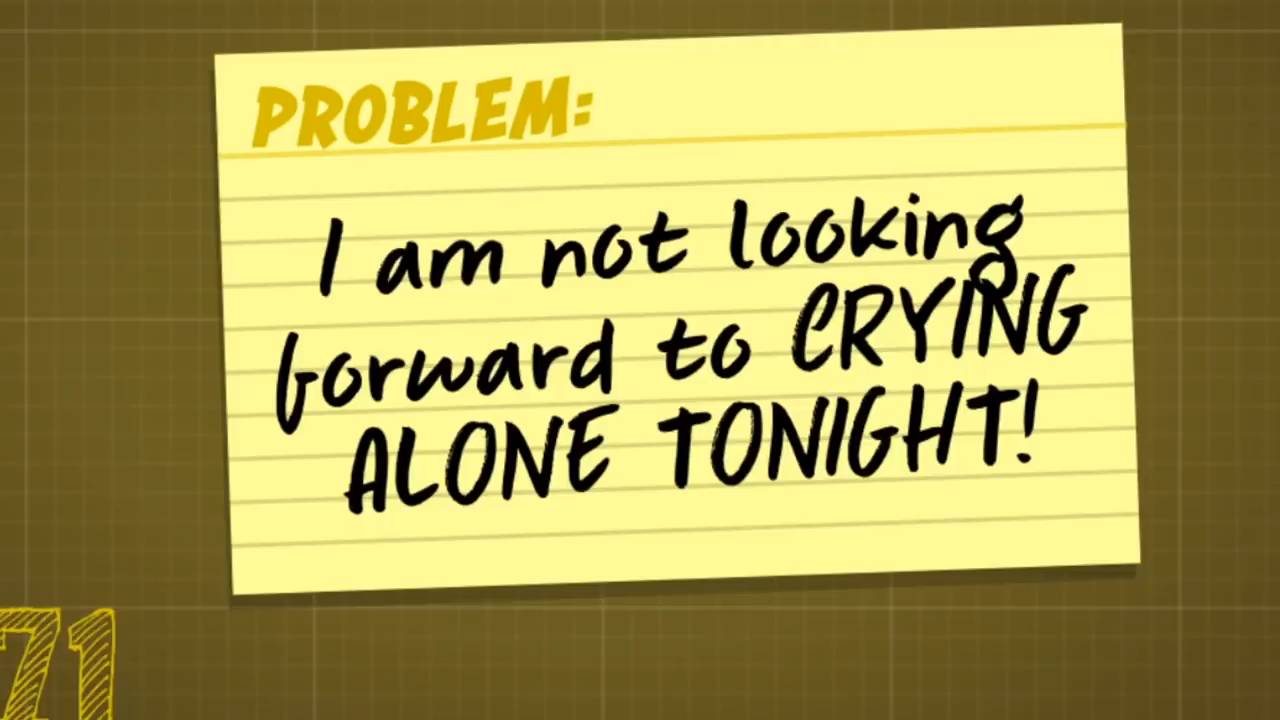 PROBLEM:
I am not looking
forward to CRYING
ALONE TONIGHT!
71